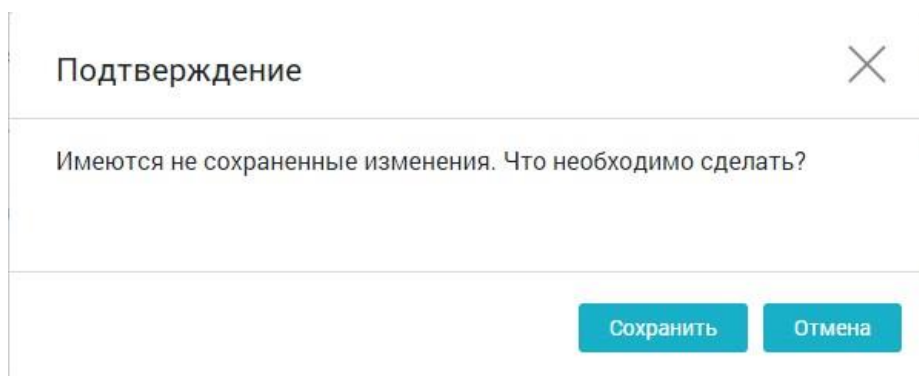 Подтверждение
Имеются не сохраненные изменения. Что необходимо сделать?
Сохранить Отмена